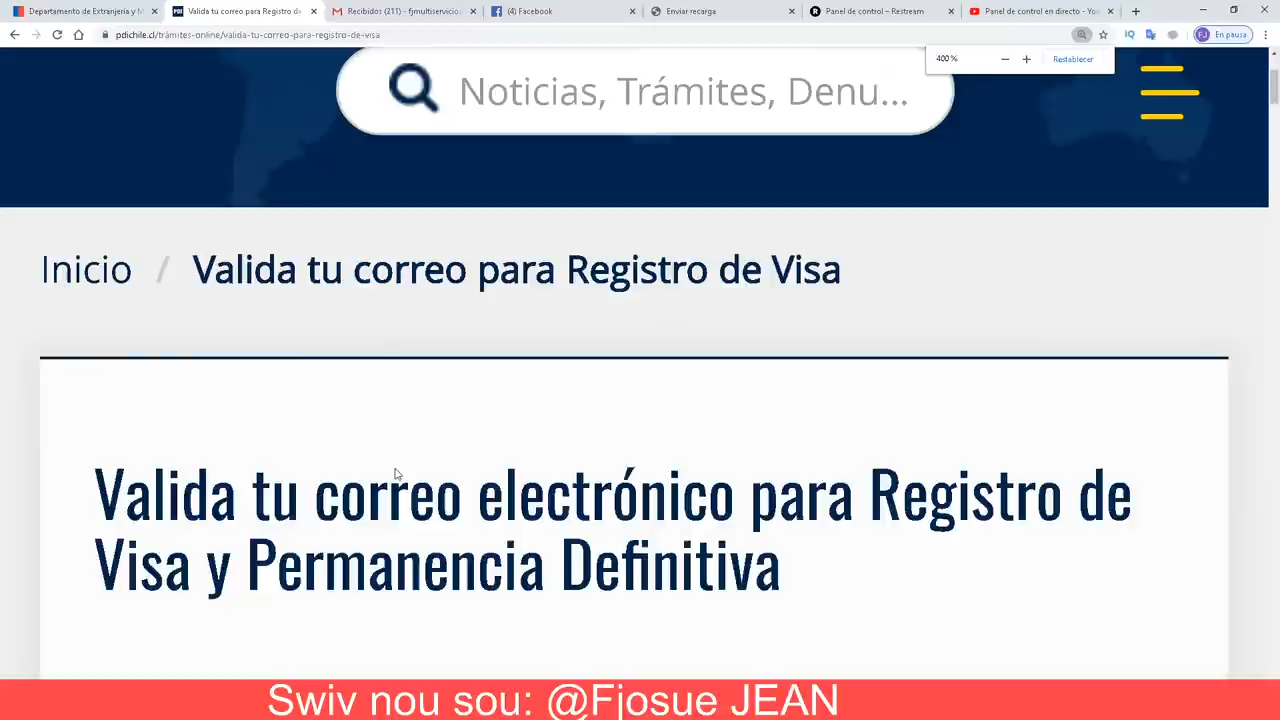 Departamento de Extranjería y M
Valida tu correo para Registro d
Recibidos (211) - fjmultiservicio
(4) Facebook
Enviar recarga
Panel de control – Restream
Panel de control en directo - You
pdichile.cl/trámites-online/valida-tu-correo-para-registro-de-visa
FJ En pausa
400 %
Restablecer
Noticias, Trámites, Denu...
Inicio / Valida tu correo para Registro de Visa
Valida tu correo electrónico para Registro de
Visa y Permanencia Definitiva
Swiv nou sou: @Fjosue JEAN